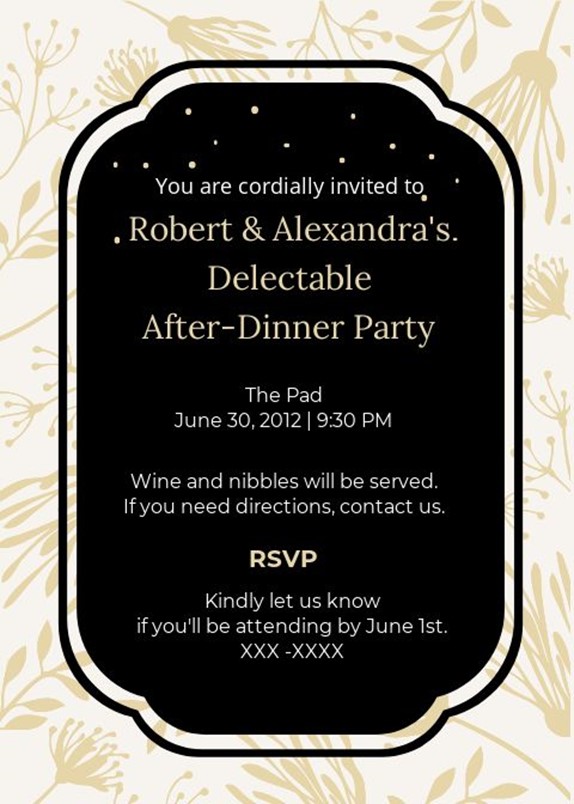 You are cordially invited to
Robert & Alexandra's.
Delectable
After-Dinner Party
The Pad
June 30, 2012 | 9:30 PM
Wine and nibbles will be served.
If you need directions, contact us.
RSVP
Kindly let us know
if you'll be attending by June 1st.
XXX -XXXX